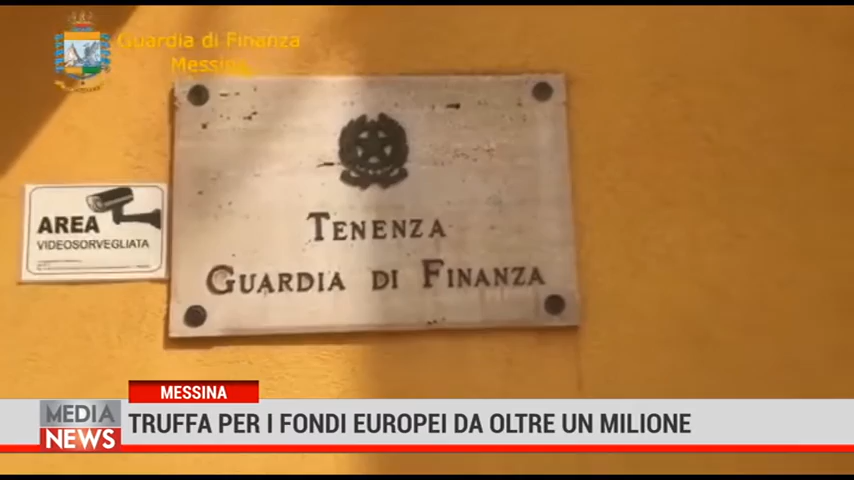 Guardia di Finanza
Messina
AREA
VIDEOSORVEGLIATA
TENENZA
GUARDIA DI FINANZA
MESSINA
MEDIA
NEWS
TRUFFA PER I FONDI EUROPEI DA OLTRE UN MILIONE